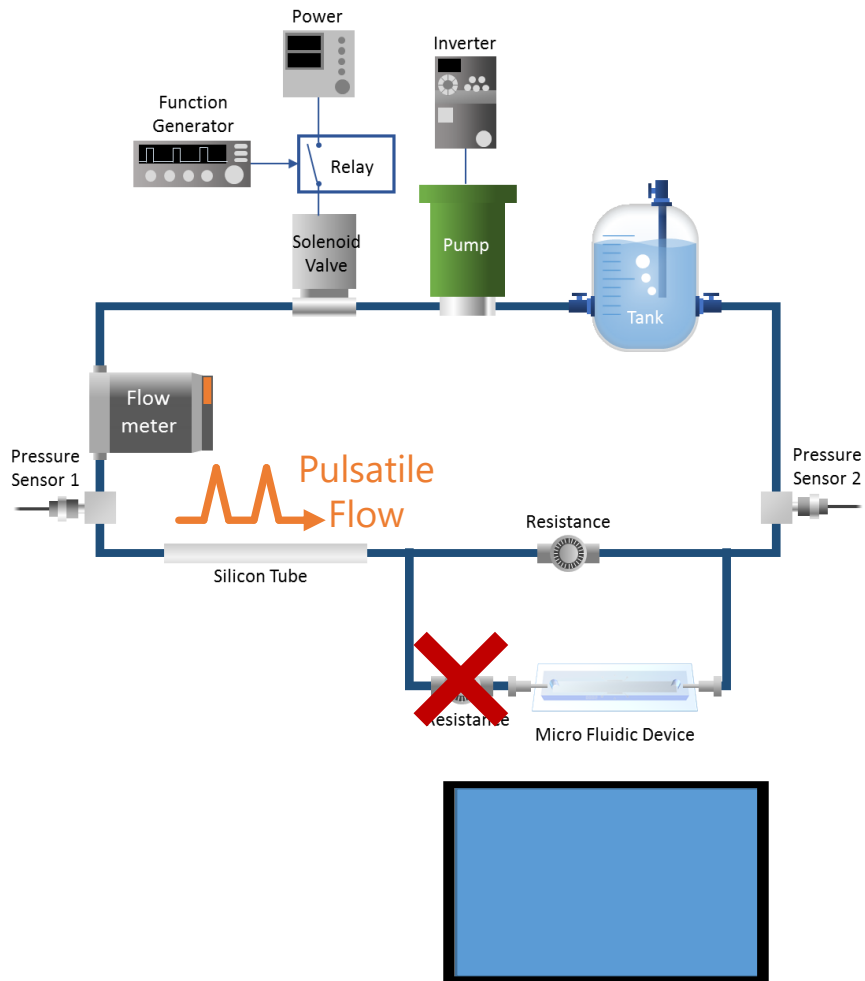 Power
Inverter
Function
Generator
Relay
Solenoid
Valve
Pump
Tank
Flow
meter
Pressure
Sensor 1
Pulsatile
Flow
Pressure
Sensor 2
Resistance
Silicon Tube
Resistance
Micro Fluidic Device